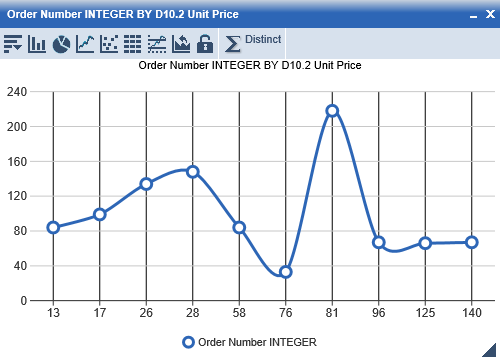 Order Number INTEGER BY D10.2 Unit Price
Distinct
Order Number INTEGER BY D10.2 Unit Price
240
200
160
120
80
40
0
13 17 26 28 58 76 81 96 125 140
Order Number INTEGER